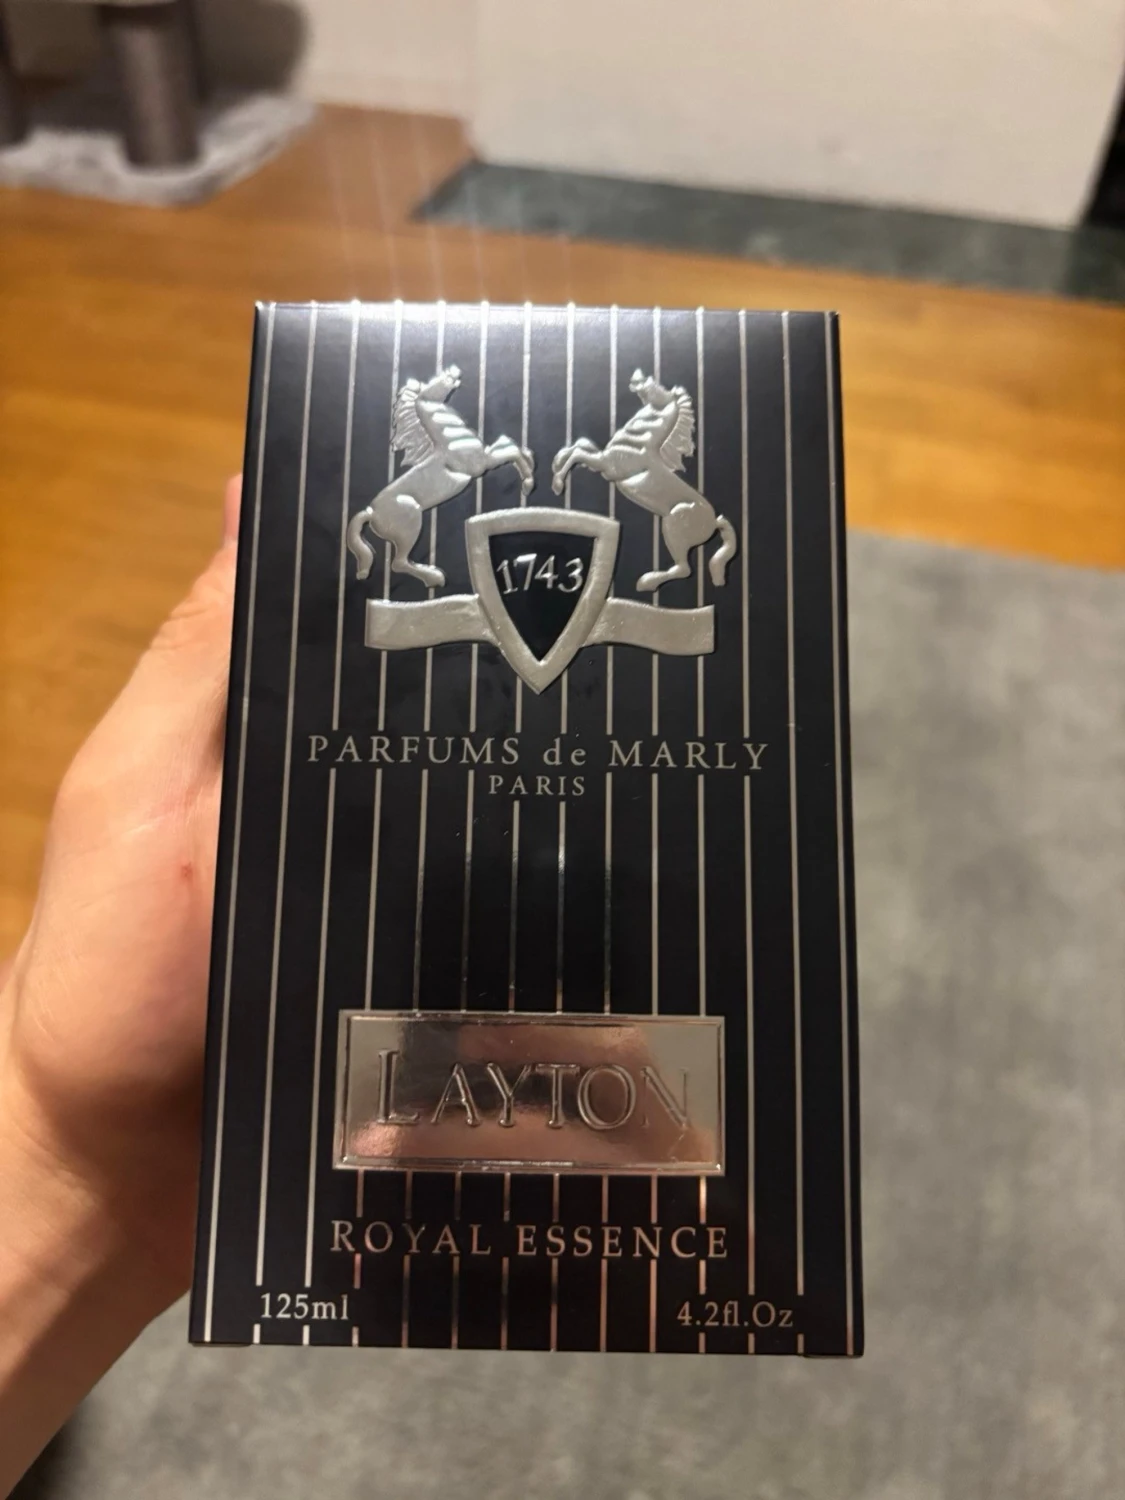 1743
PARFUMS de MARLY
PARIS
LAYTON
ROYAL ESSENCE
125ml
4.2fl.Oz